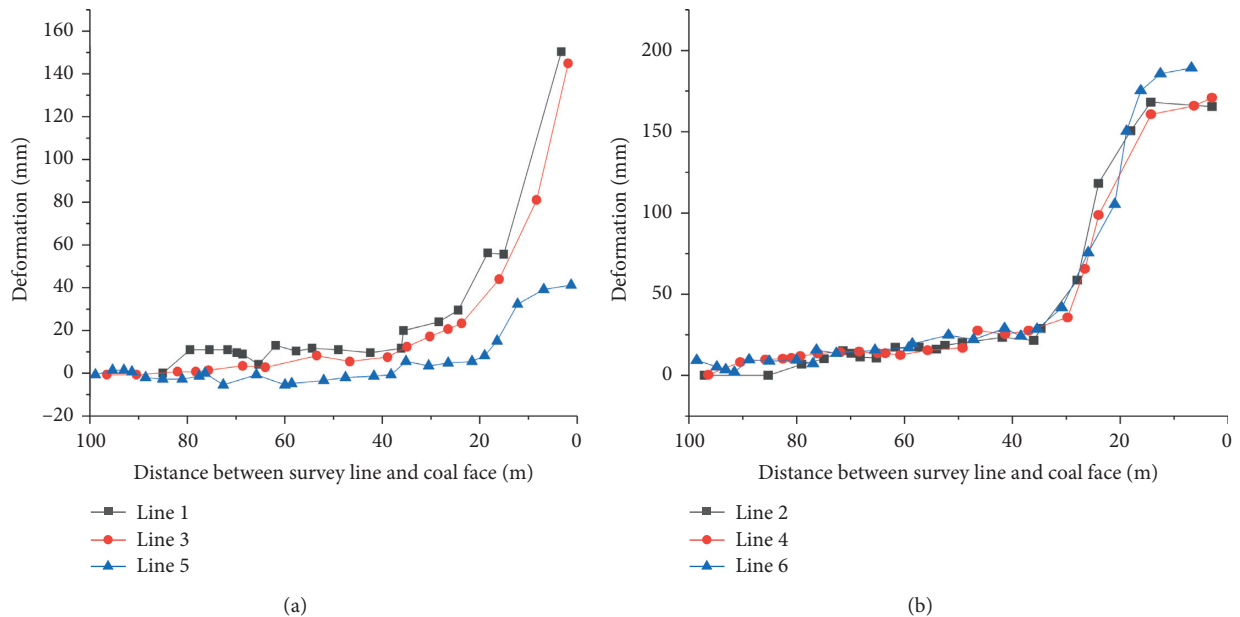 160
140
120
100
80
60
40
20
0
−20
Deformation (mm)
100 80 60 40 20 0
Distance between survey line and coal face (m)
Line 1
Line 3
Line 5
(a)
200
150
100
50
0
Deformation (mm)
100 80 60 40 20 0
Distance between survey line and coal face (m)
Line 2
Line 4
Line 6
(b)